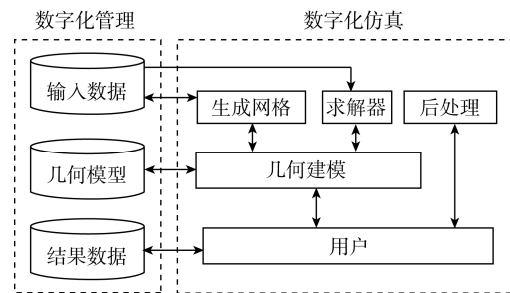 数字化管理
数字化仿真
输入数据
生成网格
求解器
后处理
几何模型
几何建模
结果数据
用户